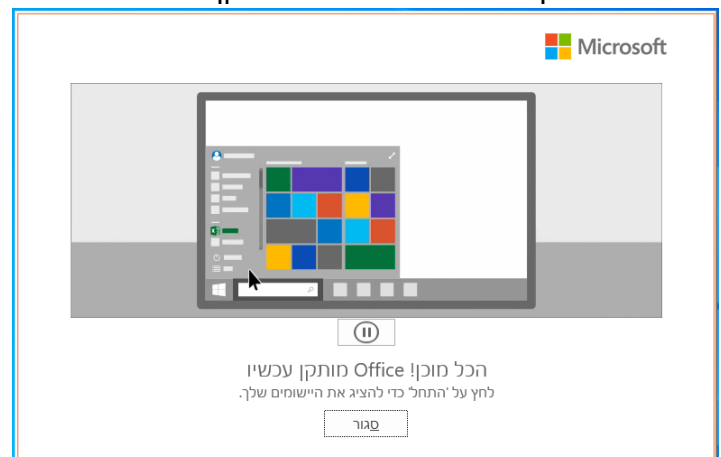 Microsoft
הכל מוכן! Office מותקן עכשיו
לחץ על 'התחל' כדי להציג את היישומים שלך.
סגור